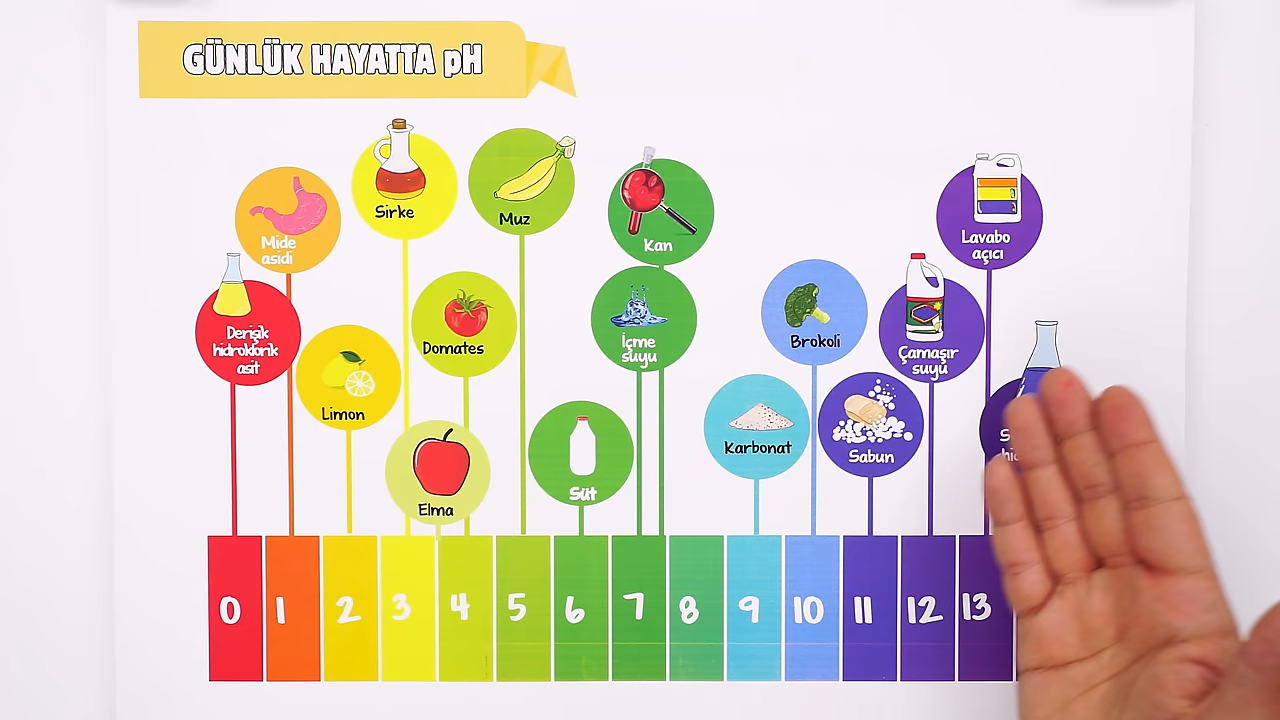 GÜNLÜK HAYATTA pH
Derişik
hidroklorik
asit
Mide
asidi
Limon
Sirke
Elma
Domates
Muz
Süt
İçme
suyu
Kan
Karbonat
Brokoli
Sabun
Çamaşır
suyu
Lavabo
açıcı
0 1 2 3 4 5 6 7 8 9 10 11 12 13